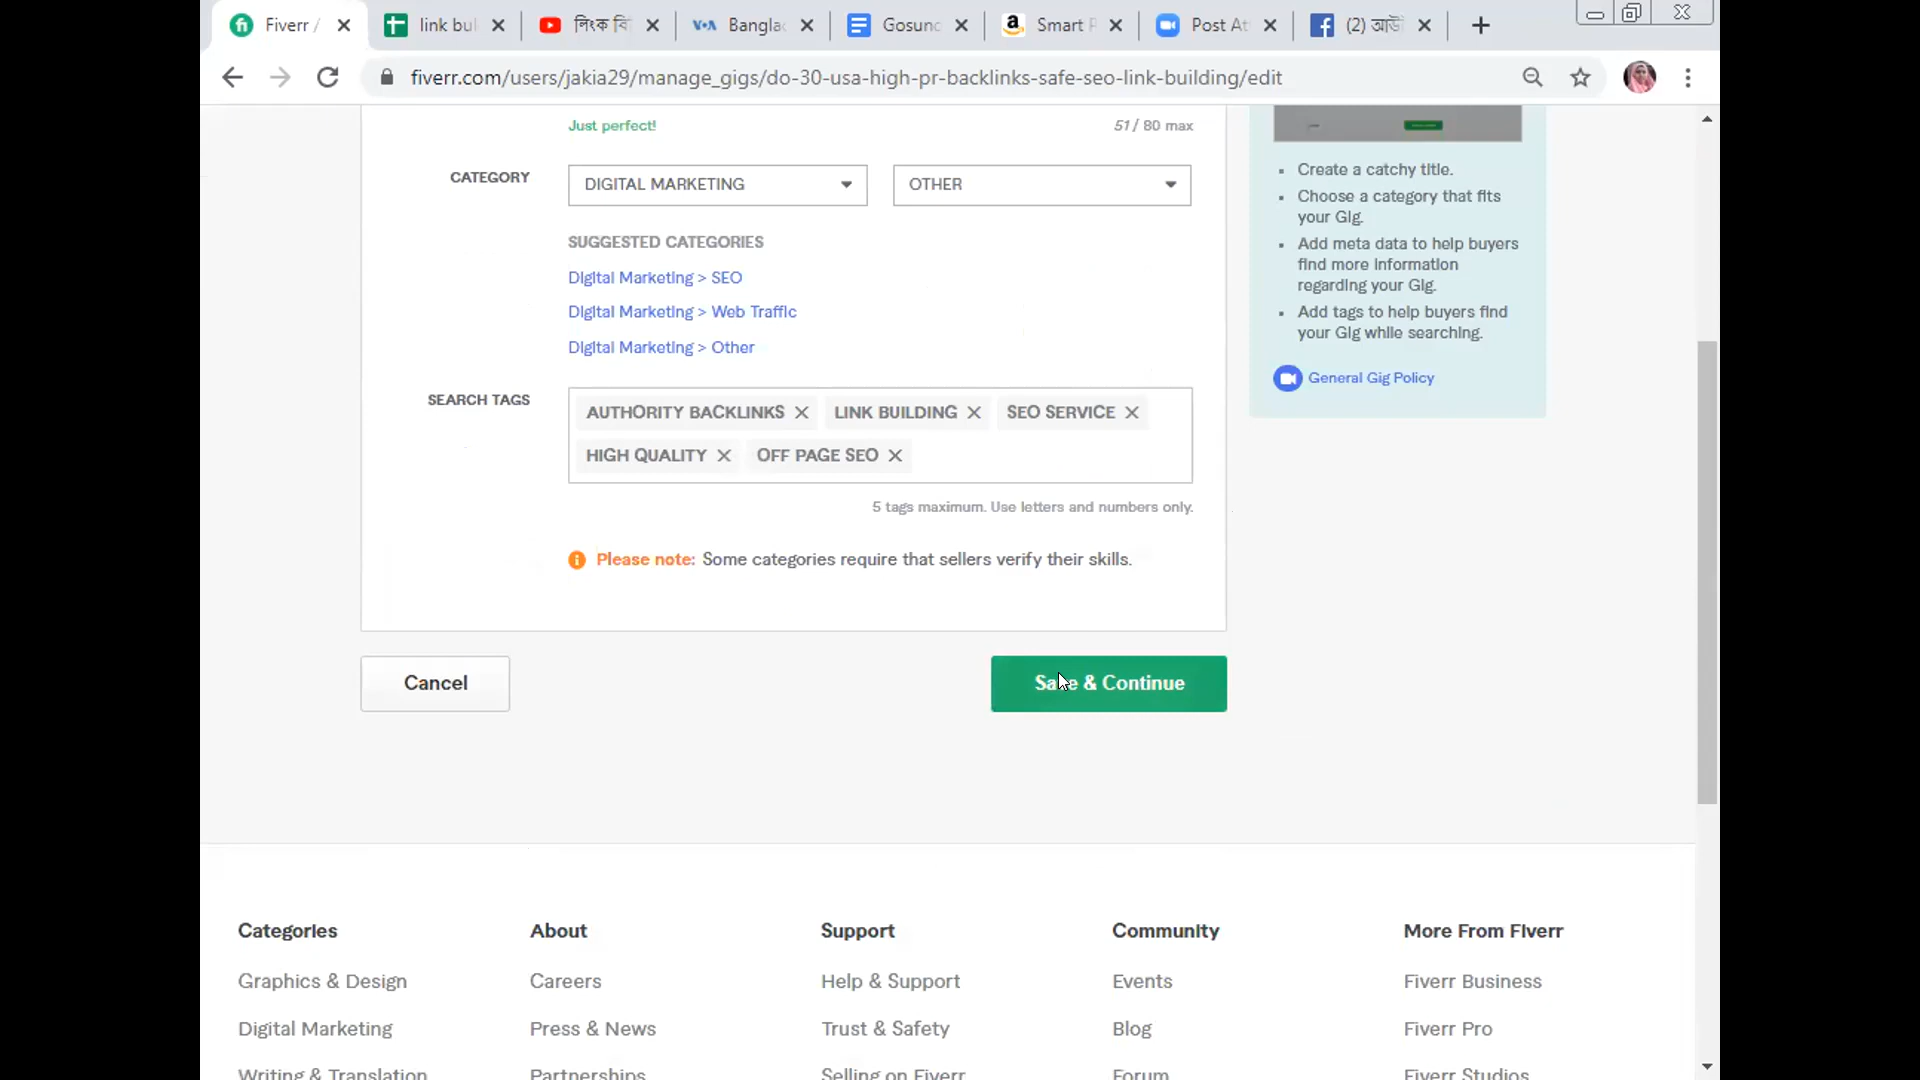 Fiverr /
link bul
লিংক বি
VOA Banglad
Gosund
Smart P
Post At
(2) আউ
fiverr.com/users/jakia29/manage_gigs/do-30-usa-high-pr-backlinks-safe-seo-link-building/edit
Just perfect!
51 / 80 max
CATEGORY
DIGITAL MARKETING
OTHER
SUGGESTED CATEGORIES
Digital Marketing > SEO
Digital Marketing > Web Traffic
Digital Marketing > Other
SEARCH TAGS
AUTHORITY BACKLINKS
LINK BUILDING
SEO SERVICE
HIGH QUALITY
OFF PAGE SEO
5 tags maximum. Use letters and numbers only.
Please note: Some categories require that sellers verify their skills.
Create a catchy title.
Choose a category that fits
your Gig.
Add meta data to help buyers
find more information
regarding your Gig.
Add tags to help buyers find
your Gig while searching.
General Gig Policy
Cancel
Save & Continue
Categories
Graphics & Design
Digital Marketing
Writing & Translation
About
Careers
Press & News
Partnerships
Support
Help & Support
Trust & Safety
Selling on Fiverr
Community
Events
Blog
Forum
More From Fiverr
Fiverr Business
Fiverr Pro
Fiverr Studios